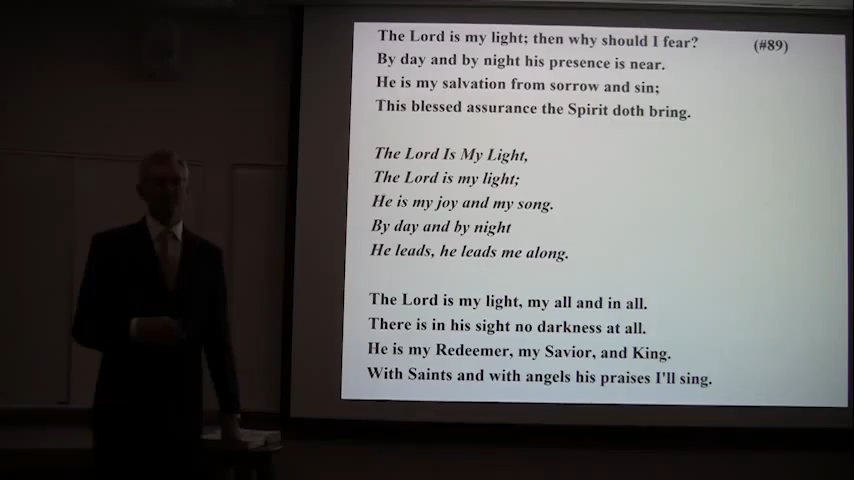 The Lord is my light; then why should I fear? (#89)
By day and by night his presence is near.
He is my salvation from sorrow and sin;
This blessed assurance the Spirit doth bring.
The Lord Is My Light,
The Lord is my light;
He is my joy and my song.
By day and by night
He leads, he leads me along.
The Lord is my light, my all and in all.
There is in his sight no darkness at all.
He is my Redeemer, my Savior, and King.
With Saints and with angels his praises I'll sing.